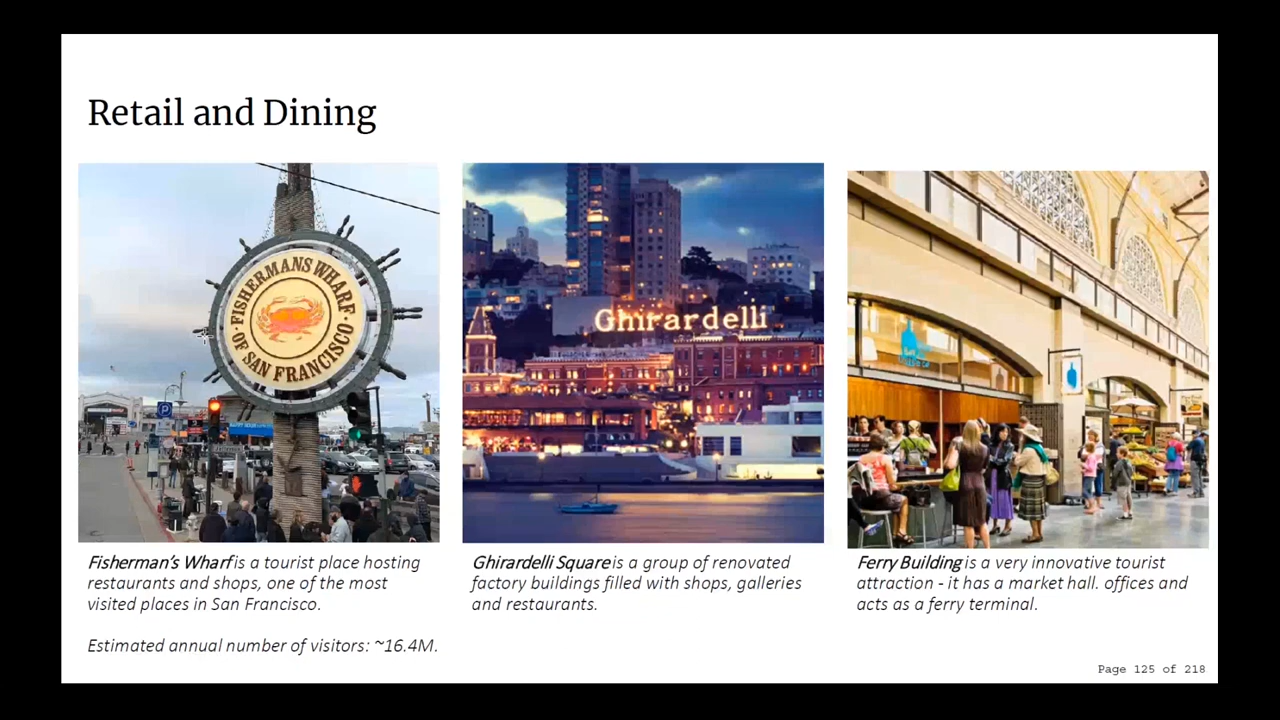 Retail and Dining
FISHERMANS WHARF
OF SAN FRANCISCO
P
Ghirardelli
Fisherman's Wharf is a tourist place hosting
restaurants and shops, one of the most
visited places in San Francisco.
Estimated annual number of visitors: ~16.4M.
Ghirardelli Square is a group of renovated
factory buildings filled with shops, galleries
and restaurants.
Ferry Building is a very innovative tourist
attraction - it has a market hall. offices and
acts as a ferry terminal.
Page 125 of 218